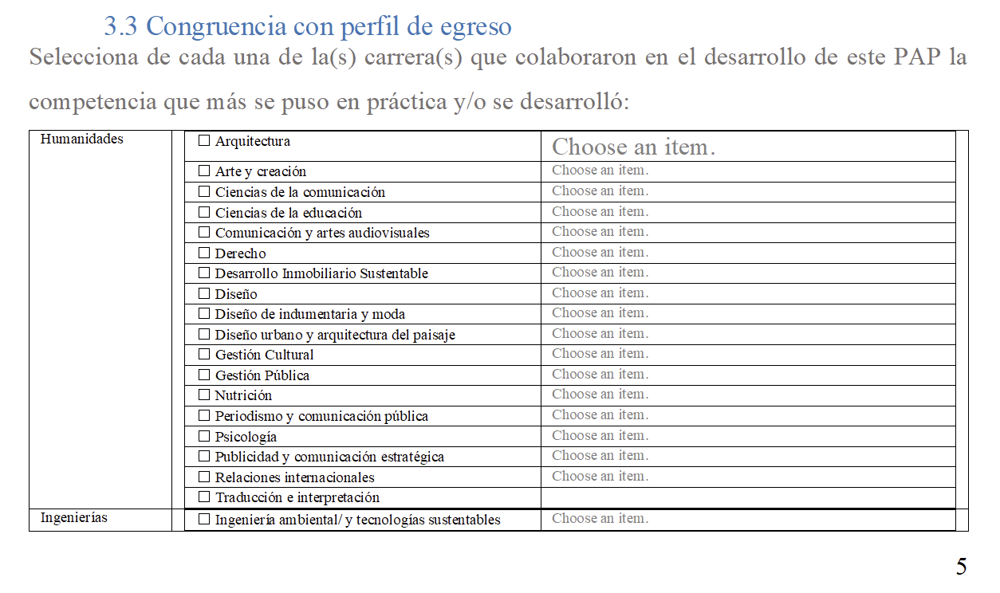 3.3 Congruencia con perfil de egreso
Selecciona de cada una de la(s) carrera(s) que colaboraron en el desarrollo de este PAP la
competencia que más se puso en práctica y/o se desarrolló:
Humanidades ☐ Arquitectura Choose an item.
☐ Arte y creación Choose an item.
☐ Ciencias de la comunicación Choose an item.
☐ Ciencias de la educación Choose an item.
☐ Comunicación y artes audiovisuales Choose an item.
☐ Derecho Choose an item.
☐ Desarrollo Inmobiliario Sustentable Choose an item.
☐ Diseño Choose an item.
☐ Diseño de indumentaria y moda Choose an item.
☐ Diseño urbano y arquitectura del paisaje Choose an item.
☐ Gestión Cultural Choose an item.
☐ Gestión Pública Choose an item.
☐ Nutrición Choose an item.
☐ Periodismo y comunicación pública Choose an item.
☐ Psicología Choose an item.
☐ Publicidad y comunicación estratégica Choose an item.
☐ Relaciones internacionales Choose an item.
☐ Traducción e interpretación
Ingenierías ☐ Ingeniería ambiental/ y tecnologías sustentables Choose an item.
5